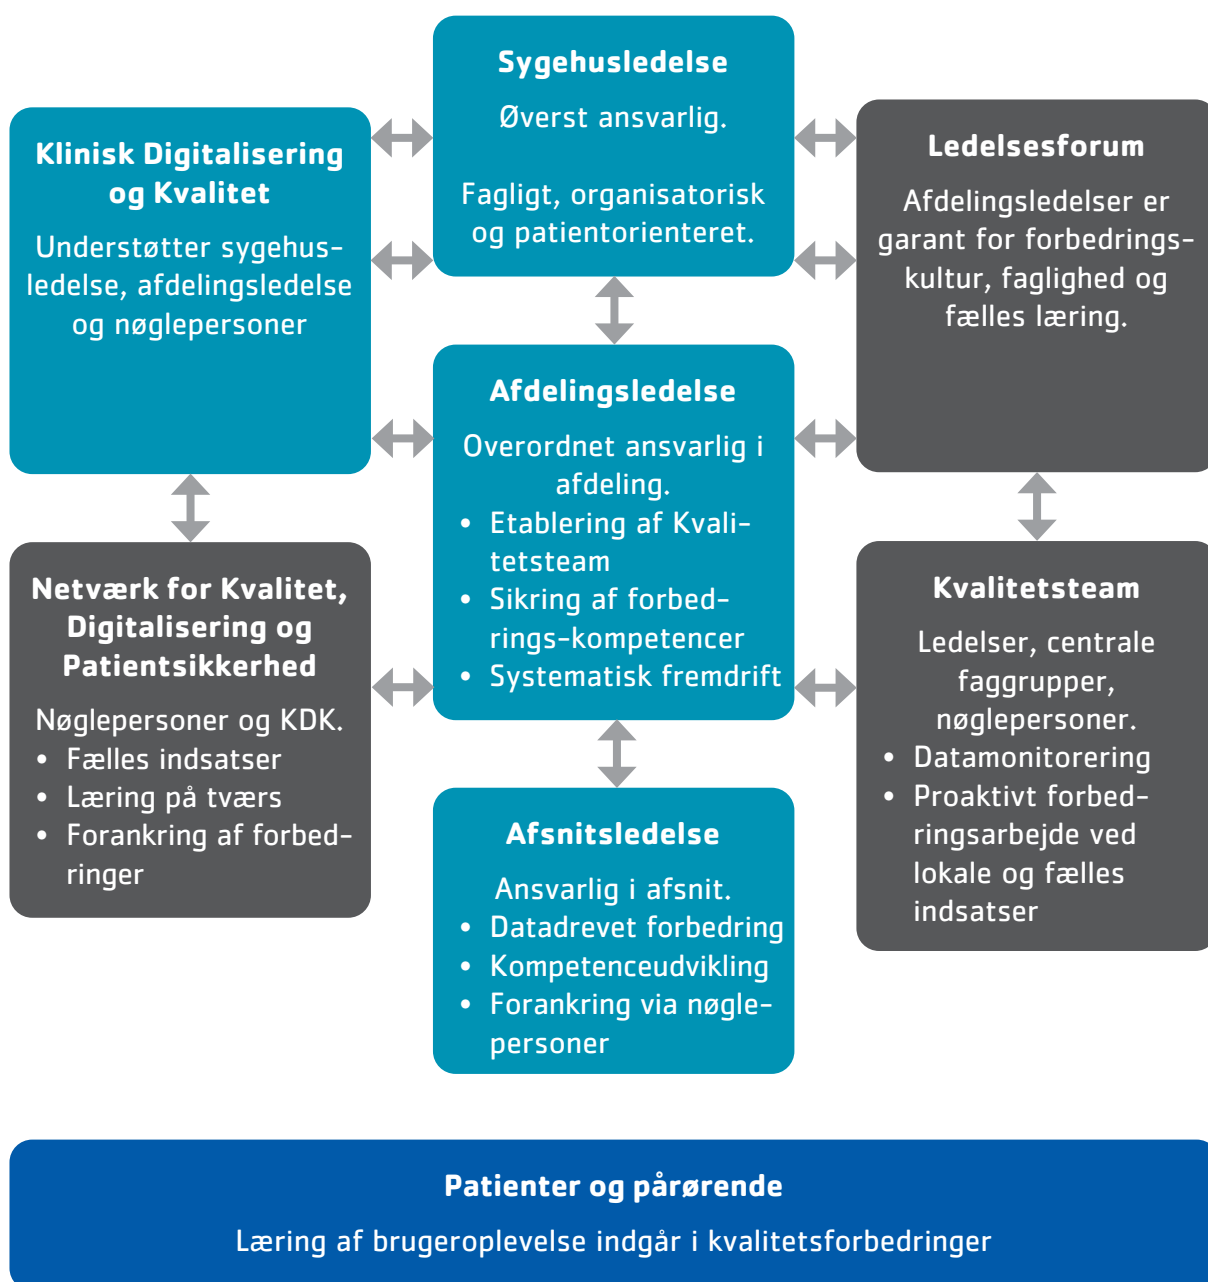 Sygehusledelse
Øverst ansvarlig.
Fagligt, organisatorisk
og patientorienteret.
Klinisk Digitalisering
og Kvalitet
Understøtter sygehus-
ledelse, afdelingsledelse
og nøglepersoner
Ledelsesforum
Afdelingsledelser er
garant for forbedrings-
kultur, faglighed og
fælles læring.
Afdelingsledelse
Overordnet ansvarlig i
afdeling.
• Etablering af Kvali-
tetsteam
• Sikring af forbed-
rings-kompetencer
• Systematisk fremdrift
Netværk for Kvalitet,
Digitalisering og
Patientsikkerhed
Nøglepersoner og KDK.
• Fælles indsatser
• Læring på tværs
• Forankring af forbed-
ringer
Kvalitetsteam
Ledelser, centrale
faggrupper,
nøglepersoner.
• Datamonitorering
• Proaktivt forbed-
ringsarbejde ved
lokale og fælles
indsatser
Afsnitsledelse
Ansvarlig i afsnit.
• Datadrevet forbedring
• Kompetenceudvikling
• Forankring via nøgle-
personer
Patienter og pårørende
Læring af brugeroplevelse indgår i kvalitetsforbedringer